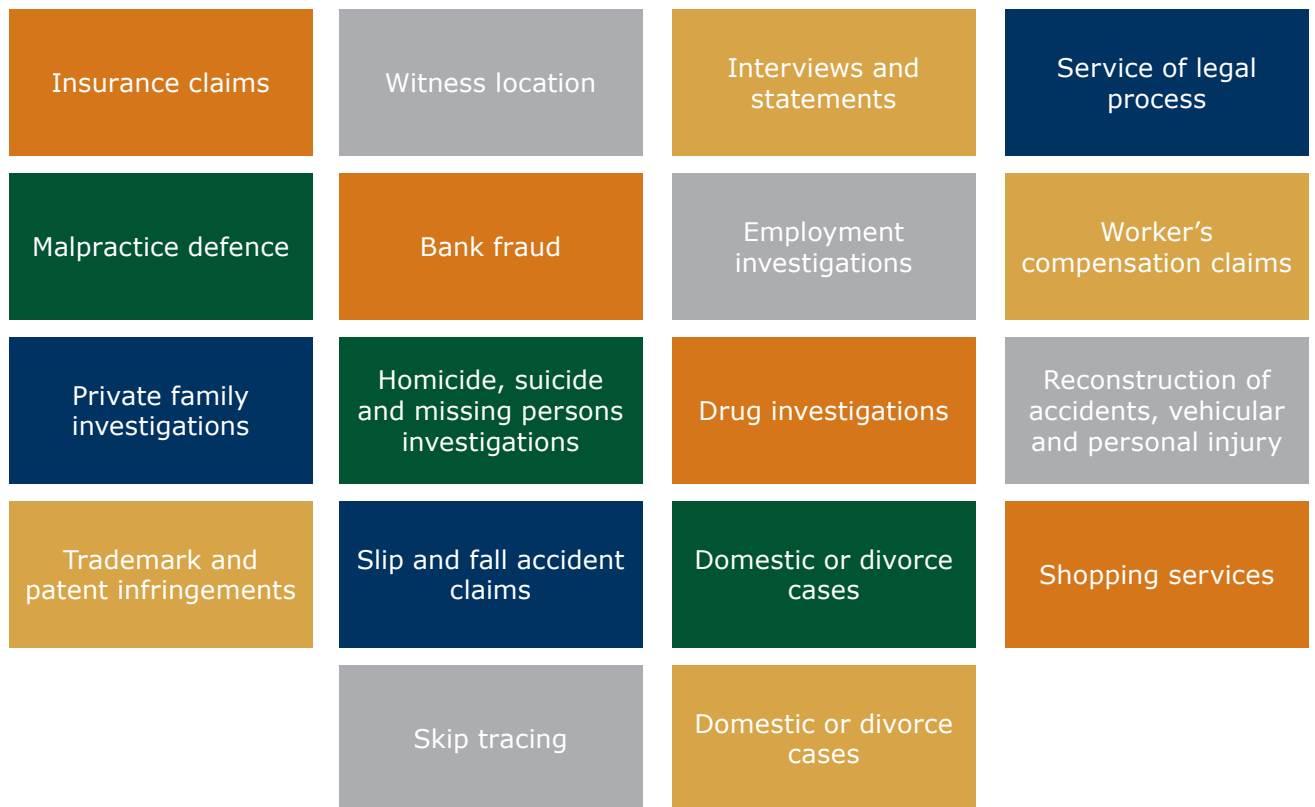 Insurance claims
Witness location
Interviews and
statements
Service of legal
process
Malpractice defence
Bank fraud
Employment
investigations
Worker’s
compensation claims
Private family
investigations
Homicide, suicide
and missing persons
investigations
Drug investigations
Reconstruction of
accidents, vehicular
and personal injury
Trademark and
patent infringements
Slip and fall accident
claims
Domestic or divorce
cases
Shopping services
Skip tracing
Domestic or divorce
cases